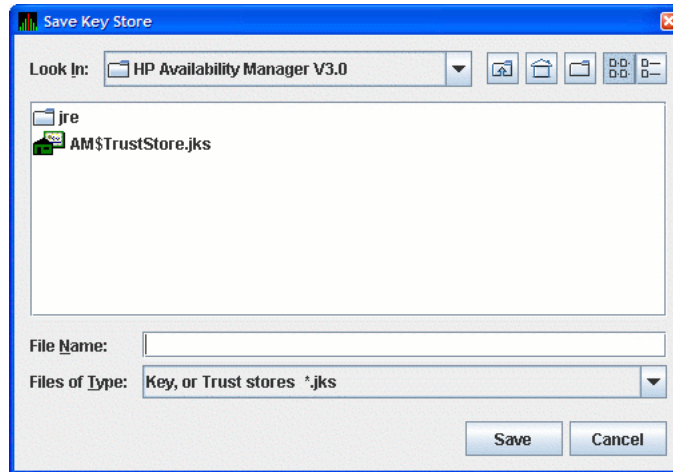 Save Key Store
Look In: HP Availability Manager V3.0
jre
AM$TrustStore.jks
File Name:
Files of Type: Key, or Trust stores *.jks
Save Cancel